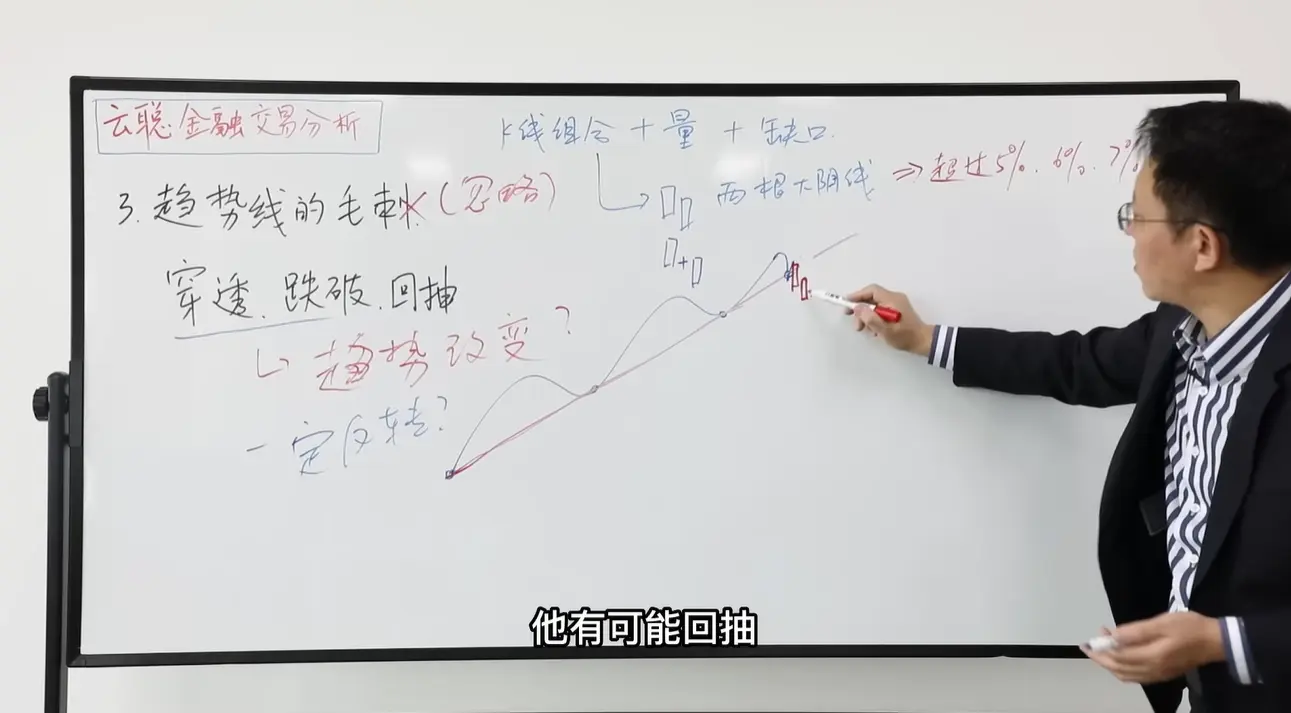 云聪金融交易分析
K线组合 + 量 + 缺口.
两根大阴线 => 超过5%. 6%. 7%
3. 趋势线的毛刺 (忽略)
穿透. 跌破. 回抽
↳ 趋势改变?
一定反转?
他有可能回抽